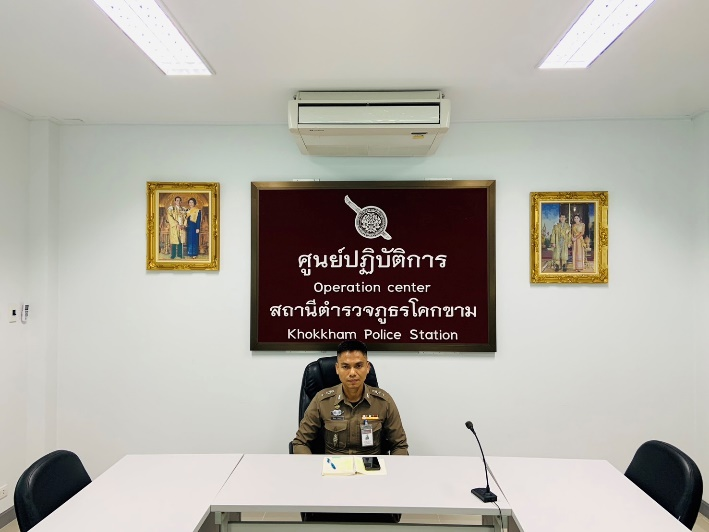 ศูนย์ปฏิบัติการ
Operation center
สถานีตำรวจภูธรโคกขาม
Khokkham Police Station